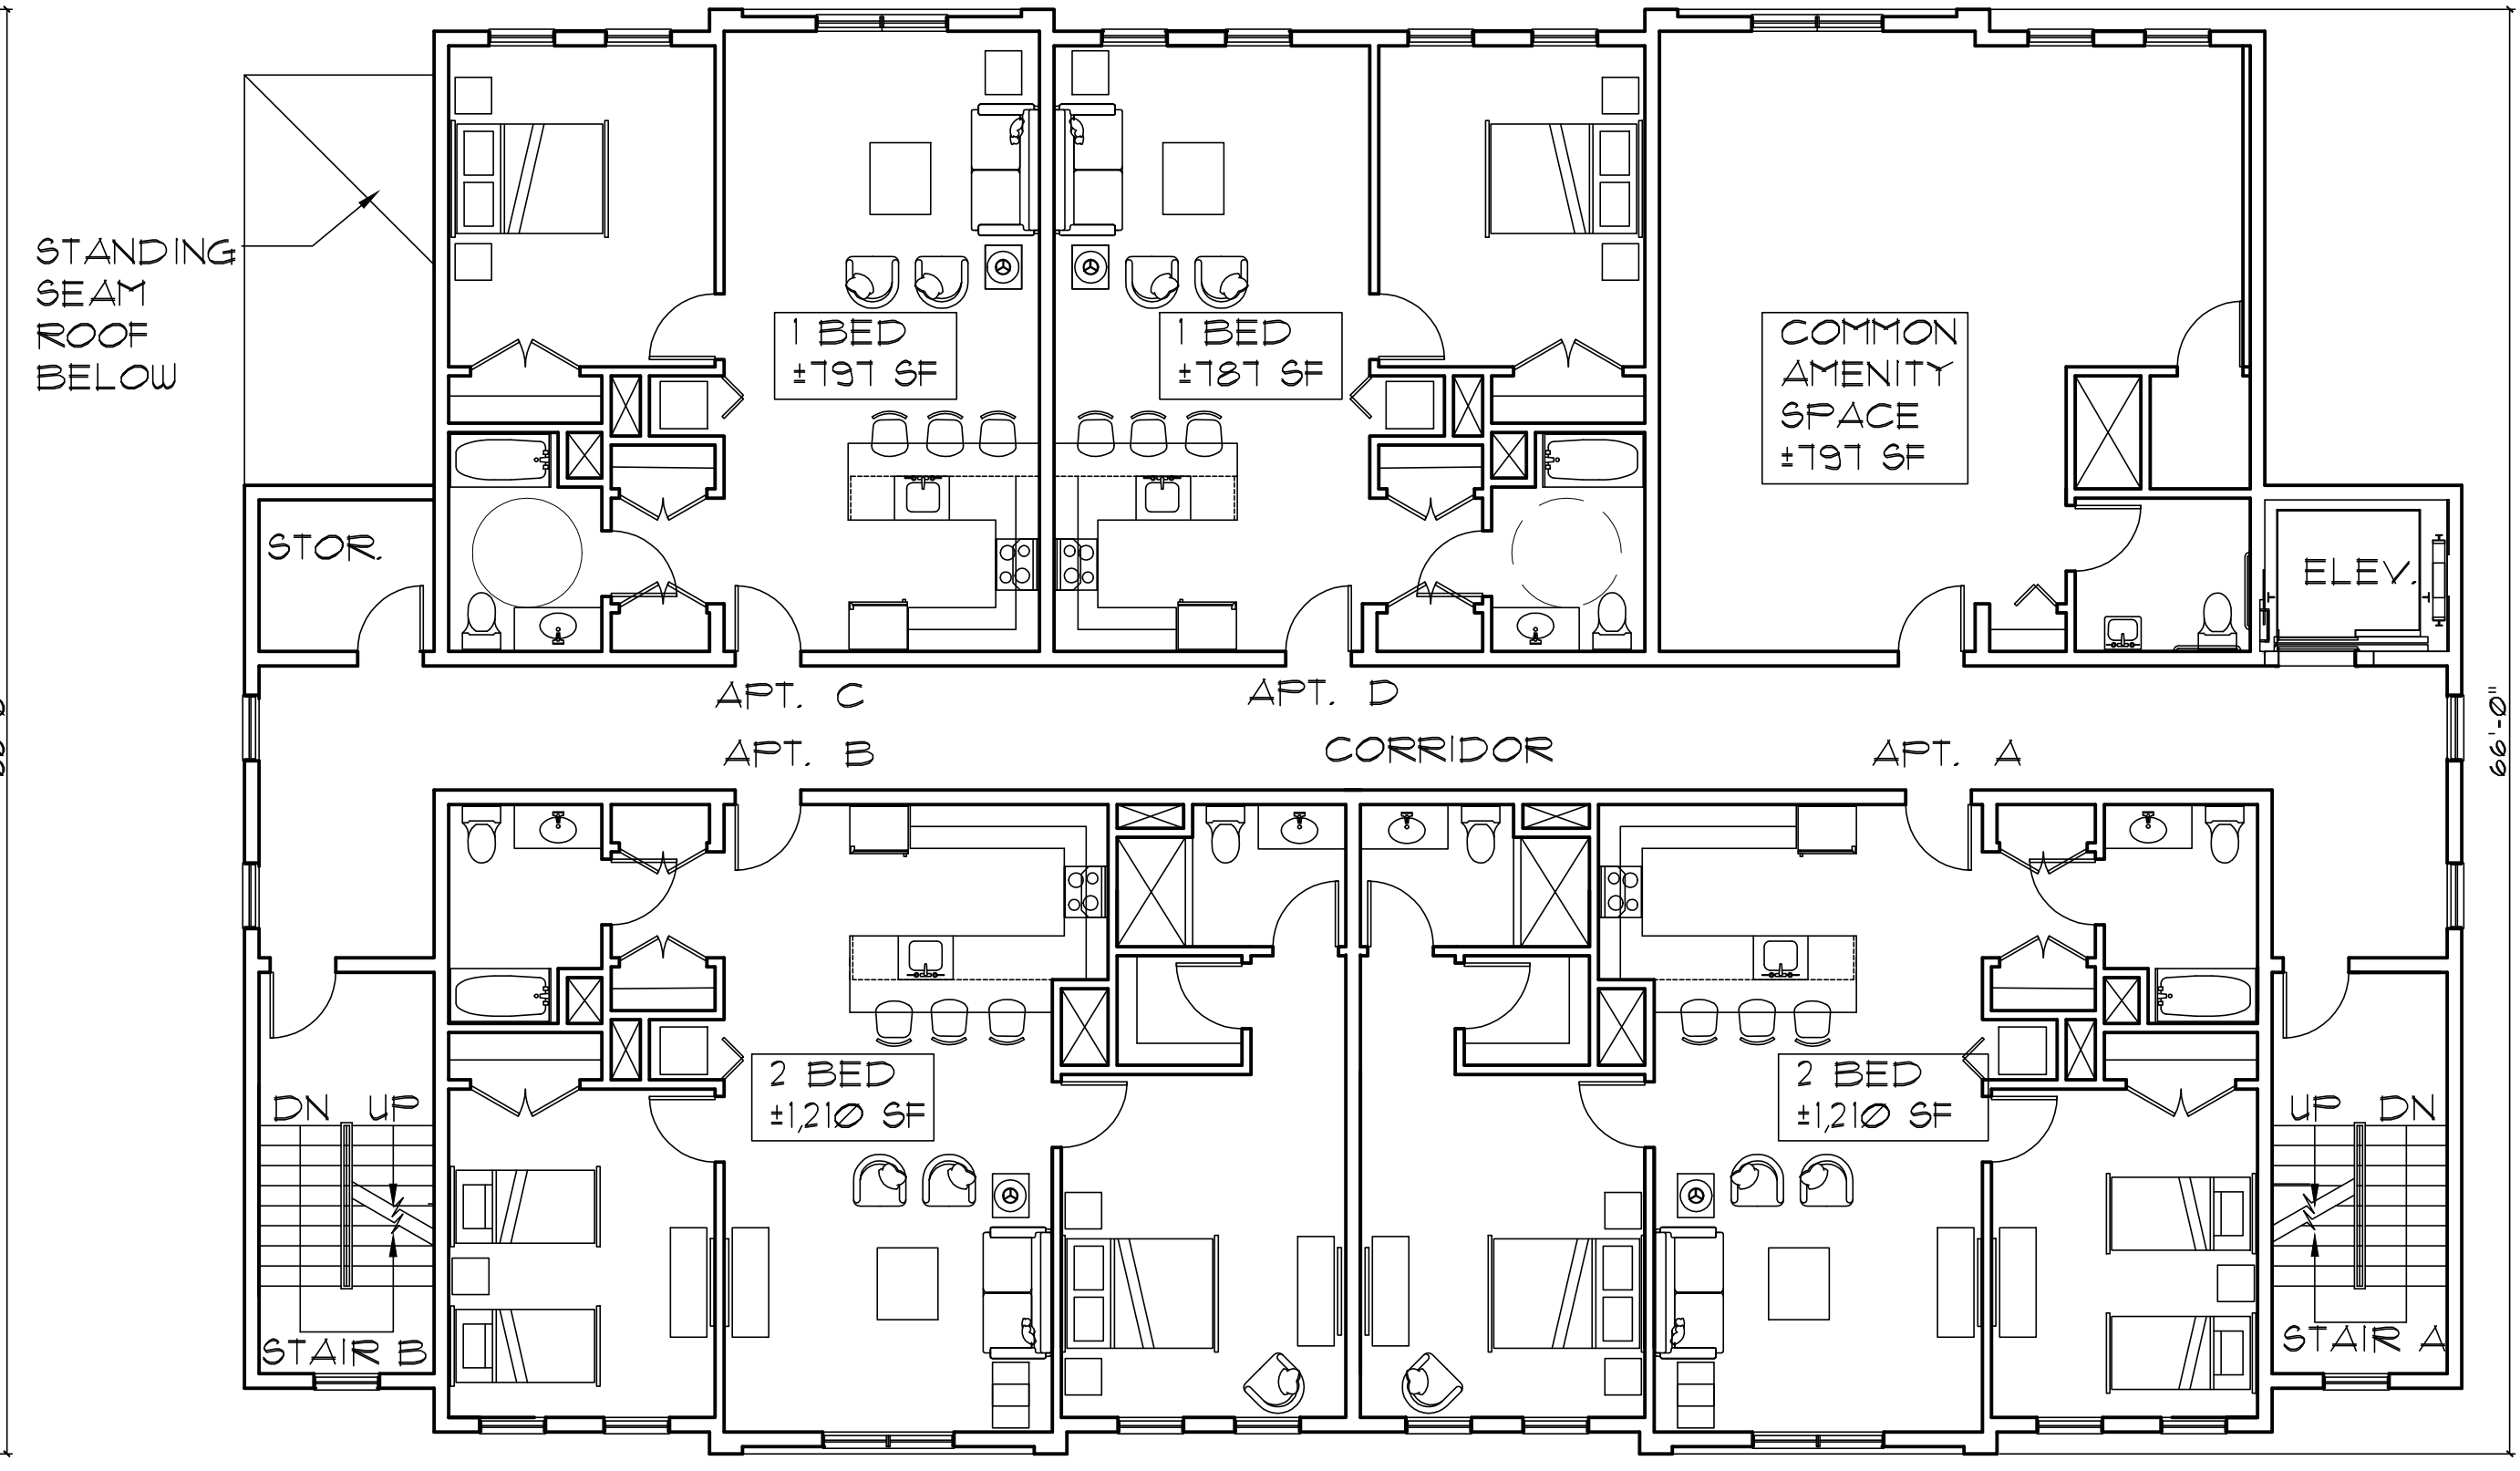 STANDING
SEAM
ROOF
BELOW
1 BED
±797 SF
1 BED
±787 SF
COMMON
AMENITY
SPACE
±797 SF
STOR.
ELEV.
APT. C
APT. D
APT. B
CORRIDOR
APT. A
66'-0"
2 BED
±1,210 SF
2 BED
±1,210 SF
DN UP
UP DN
STAIR B
STAIR A